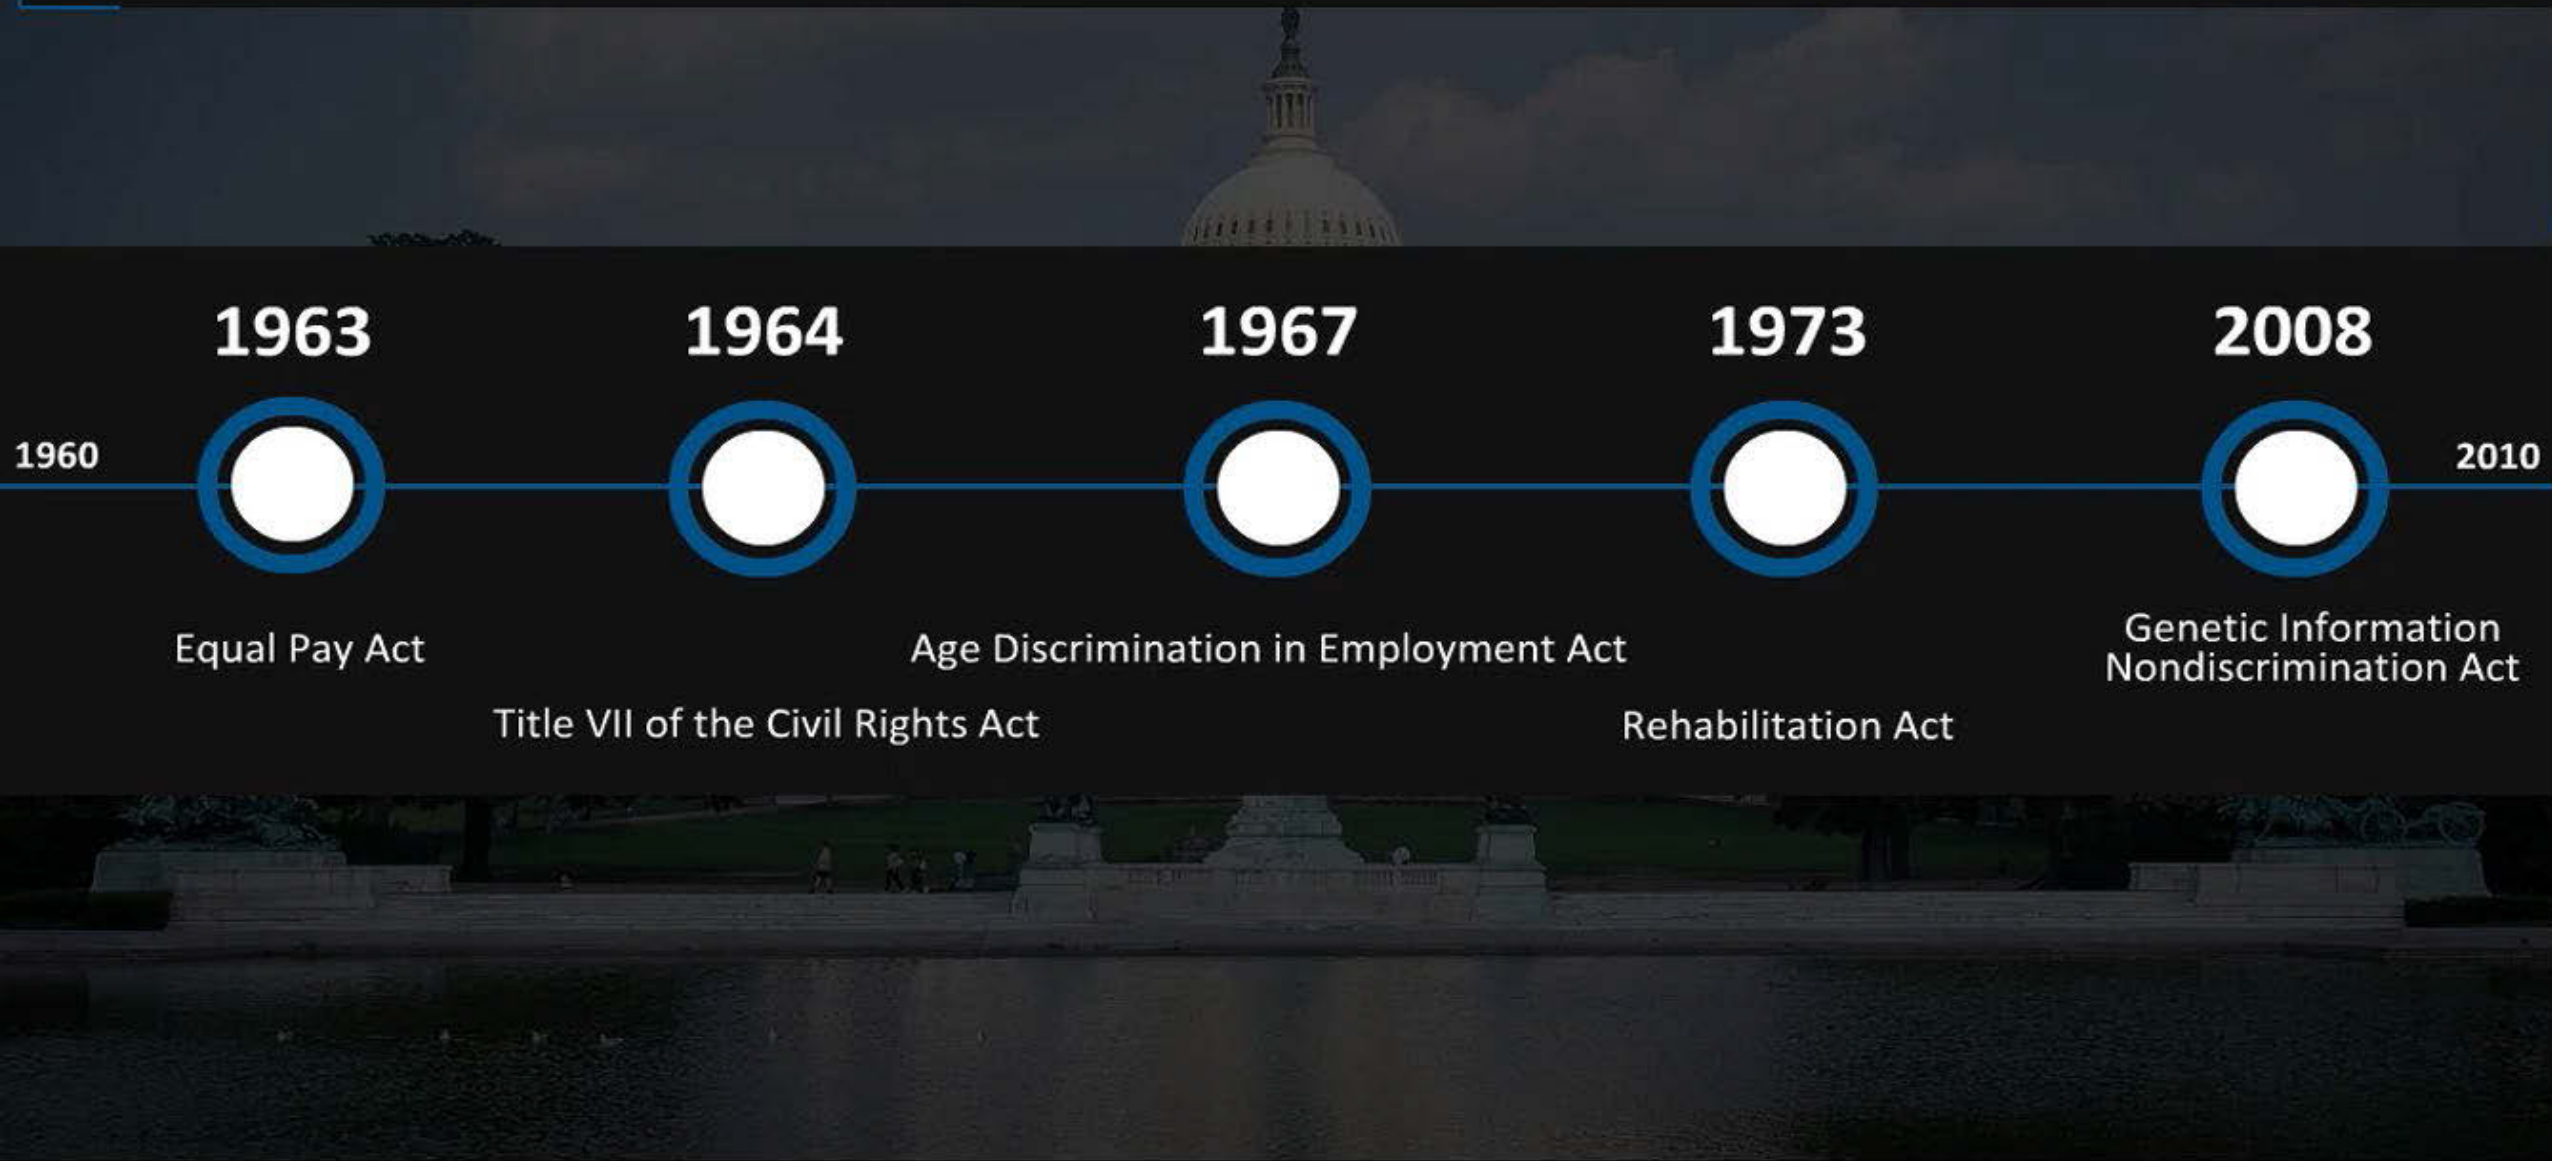 1963
1964
1967
1973
2008
1960
2010
Equal Pay Act
Title VII of the Civil Rights Act
Age Discrimination in Employment Act
Rehabilitation Act
Genetic Information
Nondiscrimination Act